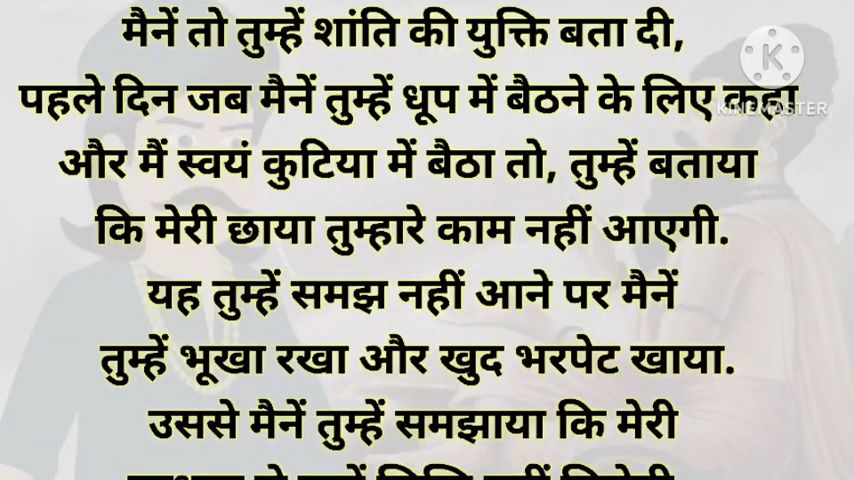 मैनें तो तुम्हें शांति की युक्ति बता दी,
पहले दिन जब मैनें तुम्हें धूप में बैठने के लिए कहा
KINEMASTER
और मैं स्वयं कुटिया में बैठा तो, तुम्हें बताया
कि मेरी छाया तुम्हारे काम नहीं आएगी.
यह तुम्हें समझ नहीं आने पर मैनें
तुम्हें भूखा रखा और खुद भरपेट खाया.
उससे मैनें तुम्हें समझाया कि मेरी